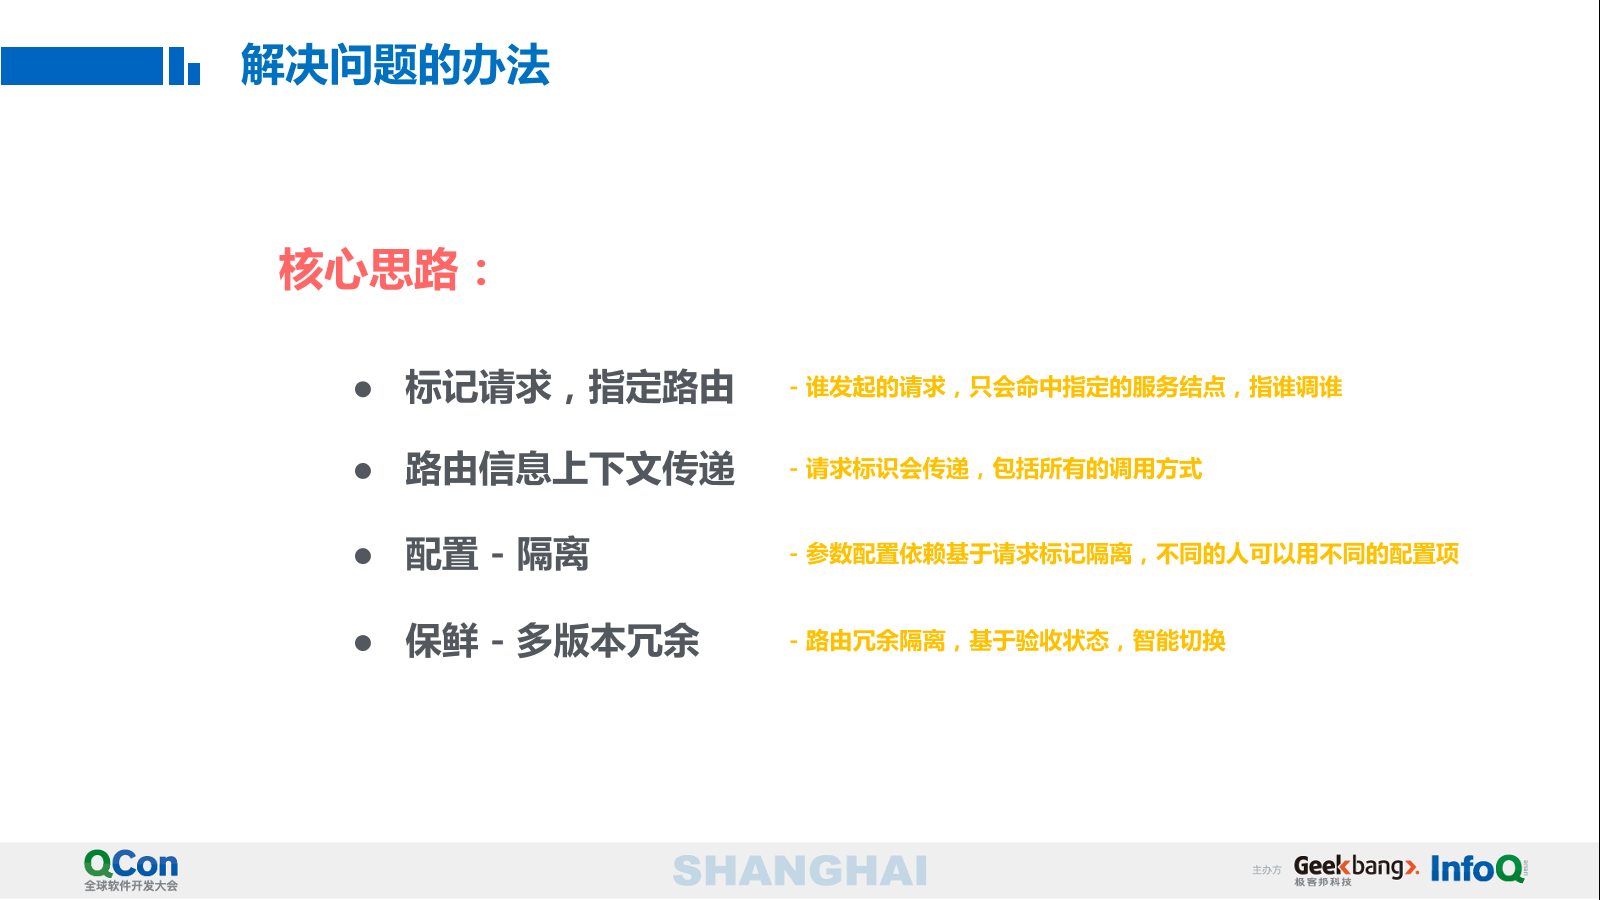 解决问题的办法
核心思路：
● 标记请求，指定路由 - 谁发起的请求，只会命中指定的服务结点，指谁调谁
● 路由信息上下文传递 - 请求标识会传递，包括所有的调用方式
● 配置 - 隔离 - 参数配置依赖基于请求标记隔离，不同的人可以用不同的配置项
● 保鲜 - 多版本冗余 - 路由冗余隔离，基于验收状态，智能切换
QCon
全球软件开发大会
SHANGHAI
主办方 Geekbang 极客邦科技 InfoQ